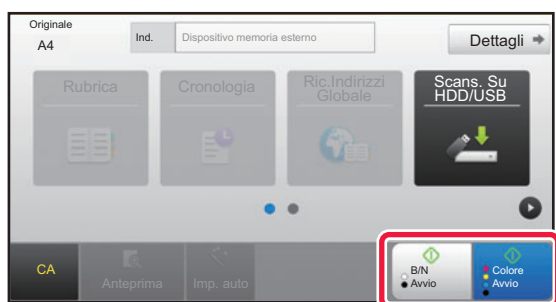 Originale
A4
Ind.
Dispositivo memoria esterno
Dettagli
Rubrica
Cronologia
Ric.Indirizzi
Globale
Scans. Su
HDD/USB
CA
Anteprima
Imp. auto
B/N
Avvio
Colore
Avvio